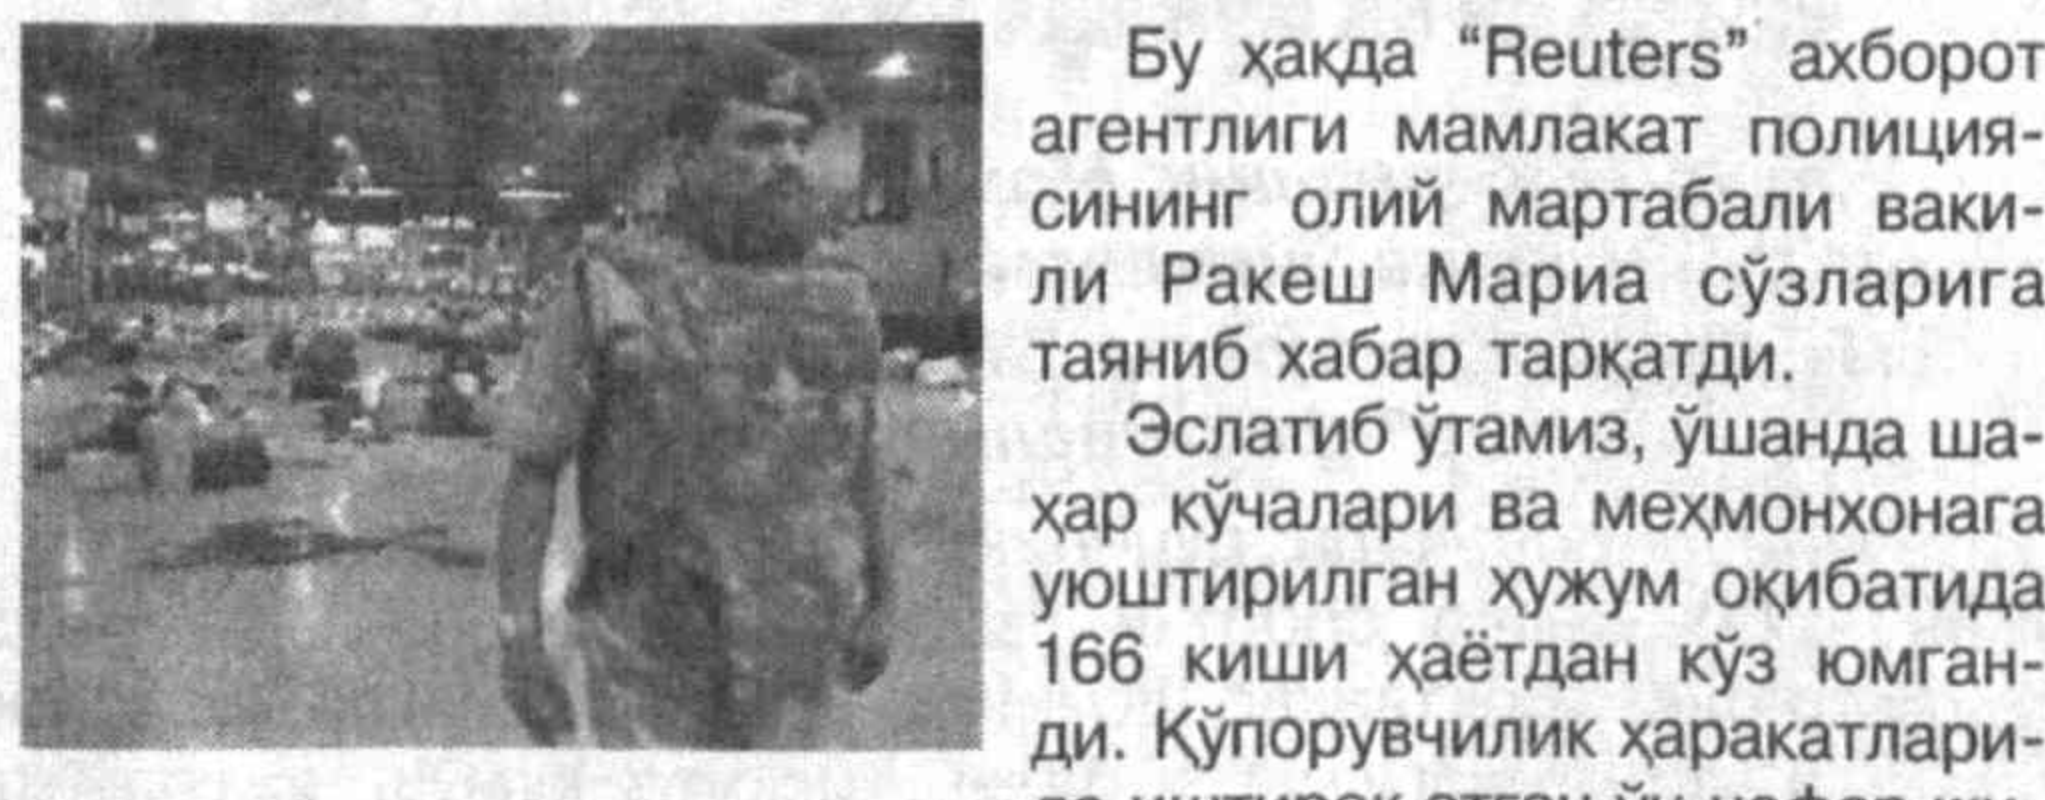 Бу ҳақда “Reuters” ахборот
агентлиги мамлакат полиция-
сининг олий мартабали ваки-
ли Ракеш Мариа сўзларига
таяниб хабар тарқатди.
Эслатиб ўтамиз, ўшанда ша-
ҳар кўчалари ва меҳмонхонага
уюштирилган ҳужум оқибатида
166 киши ҳаётдан кўз юмган-
ди. Қўпорувчилик ҳаракатлари-